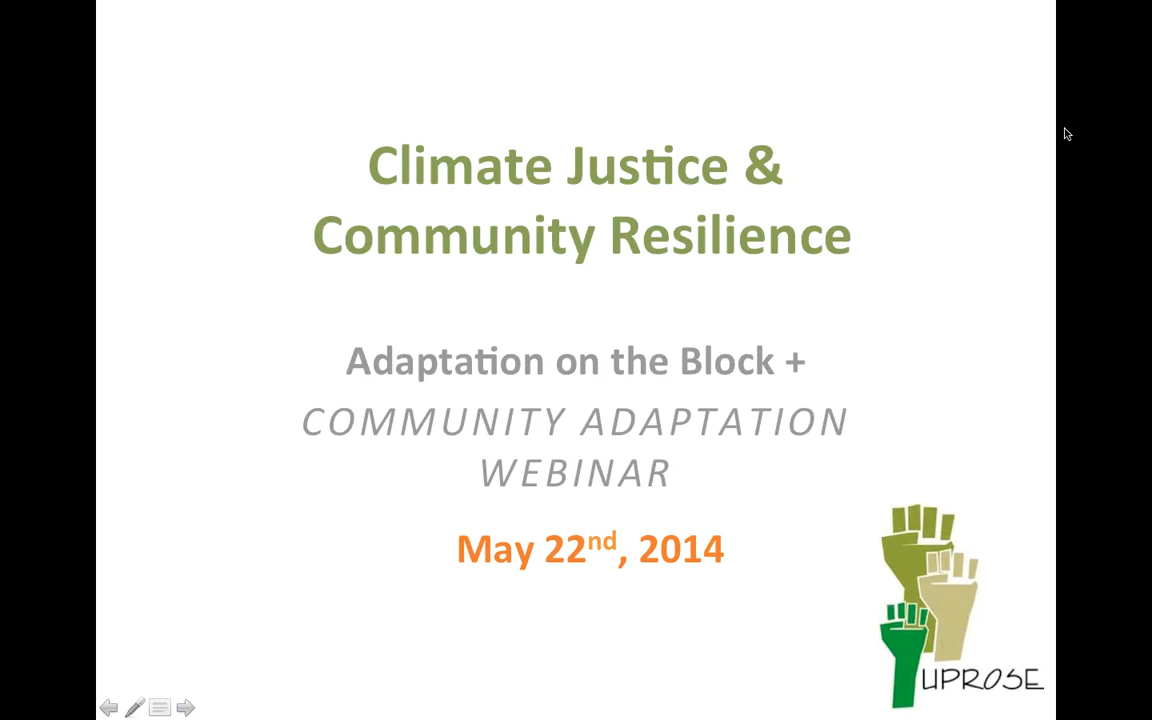 Climate Justice &
Community Resilience
Adaptation on the Block +
COMMUNITY ADAPTATION
WEBINAR
May 22nd, 2014
UPROSE